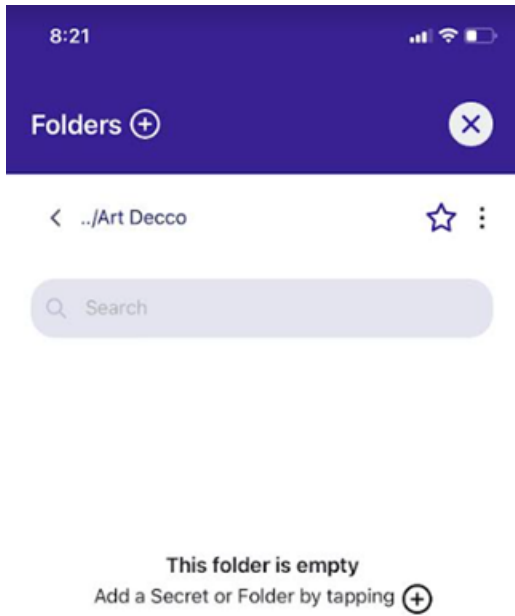 8:21
Folders
../Art Decco
Search
This folder is empty
Add a Secret or Folder by tapping